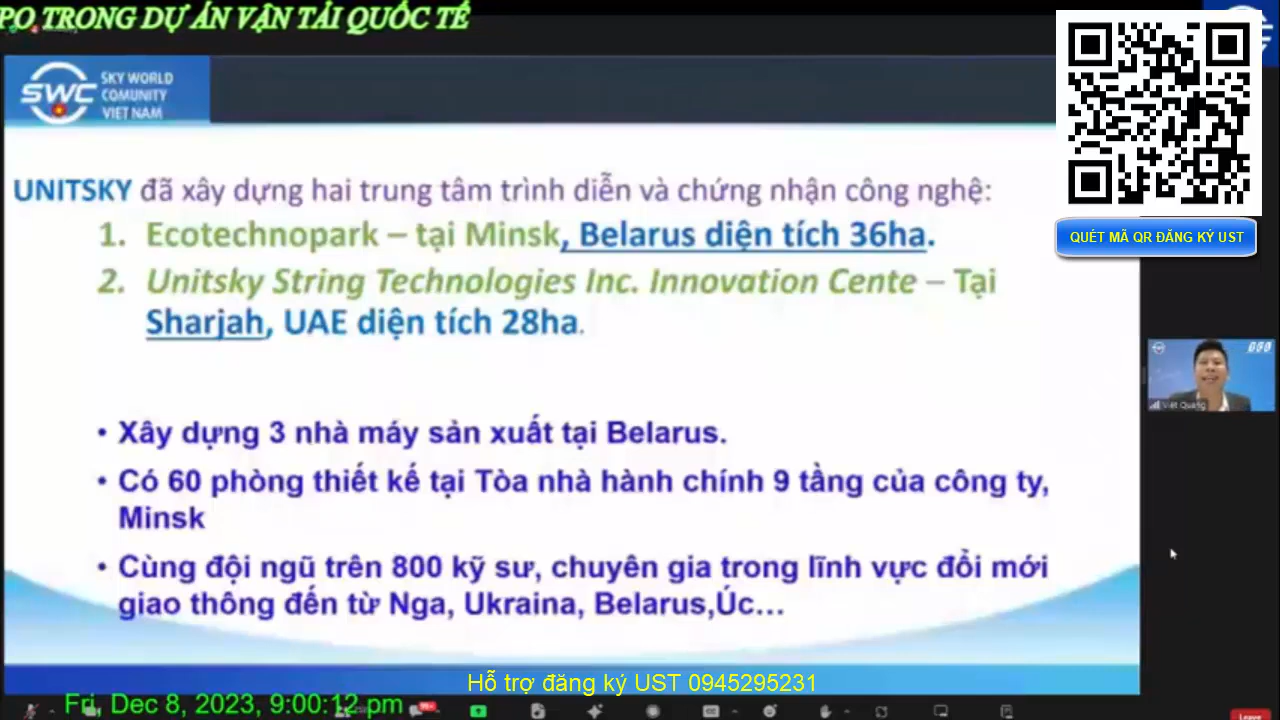 PO TRONG DỰ ÁN VẬN TẢI QUỐC TẾ
SWC
SKY WORLD
COMUNITY
VIET NAM
UNITSKY đã xây dựng hai trung tâm trình diễn và chứng nhận công nghệ:
1. Ecotechnopark – tại Minsk, Belarus diện tích 36ha.
2. Unitsky String Technologies Inc. Innovation Cente – Tại
Sharjah, UAE diện tích 28ha.
• Xây dựng 3 nhà máy sản xuất tại Belarus.
• Có 60 phòng thiết kế tại Tòa nhà hành chính 9 tầng của công ty,
Minsk
• Cùng đội ngũ trên 800 kỹ sư, chuyên gia trong lĩnh vực đổi mới
giao thông đến từ Nga, Ukraina, Belarus,Úc...
QUÉT MÃ QR ĐĂNG KÝ UST
Việt Quang
Hỗ trợ đăng ký UST 0945295231
Fri, Dec 8, 2023, 9:00:12 pm
Leave